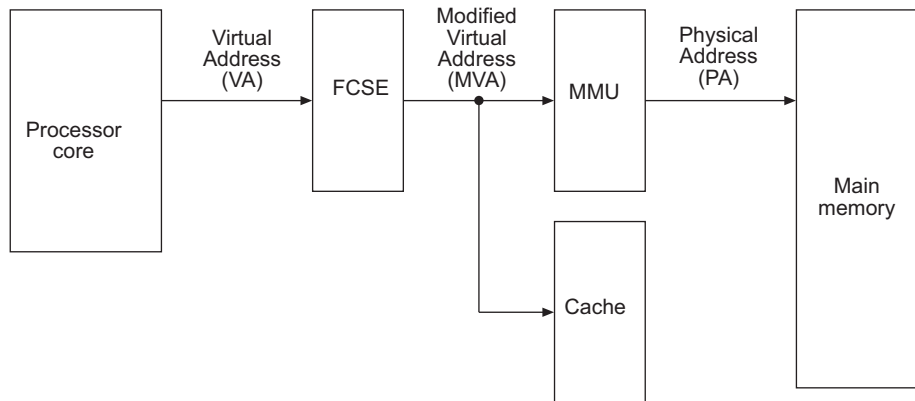 Processor
core
Virtual
Address
(VA)
FCSE
Modified
Virtual
Address
(MVA)
MMU
Physical
Address
(PA)
Main
memory
Cache